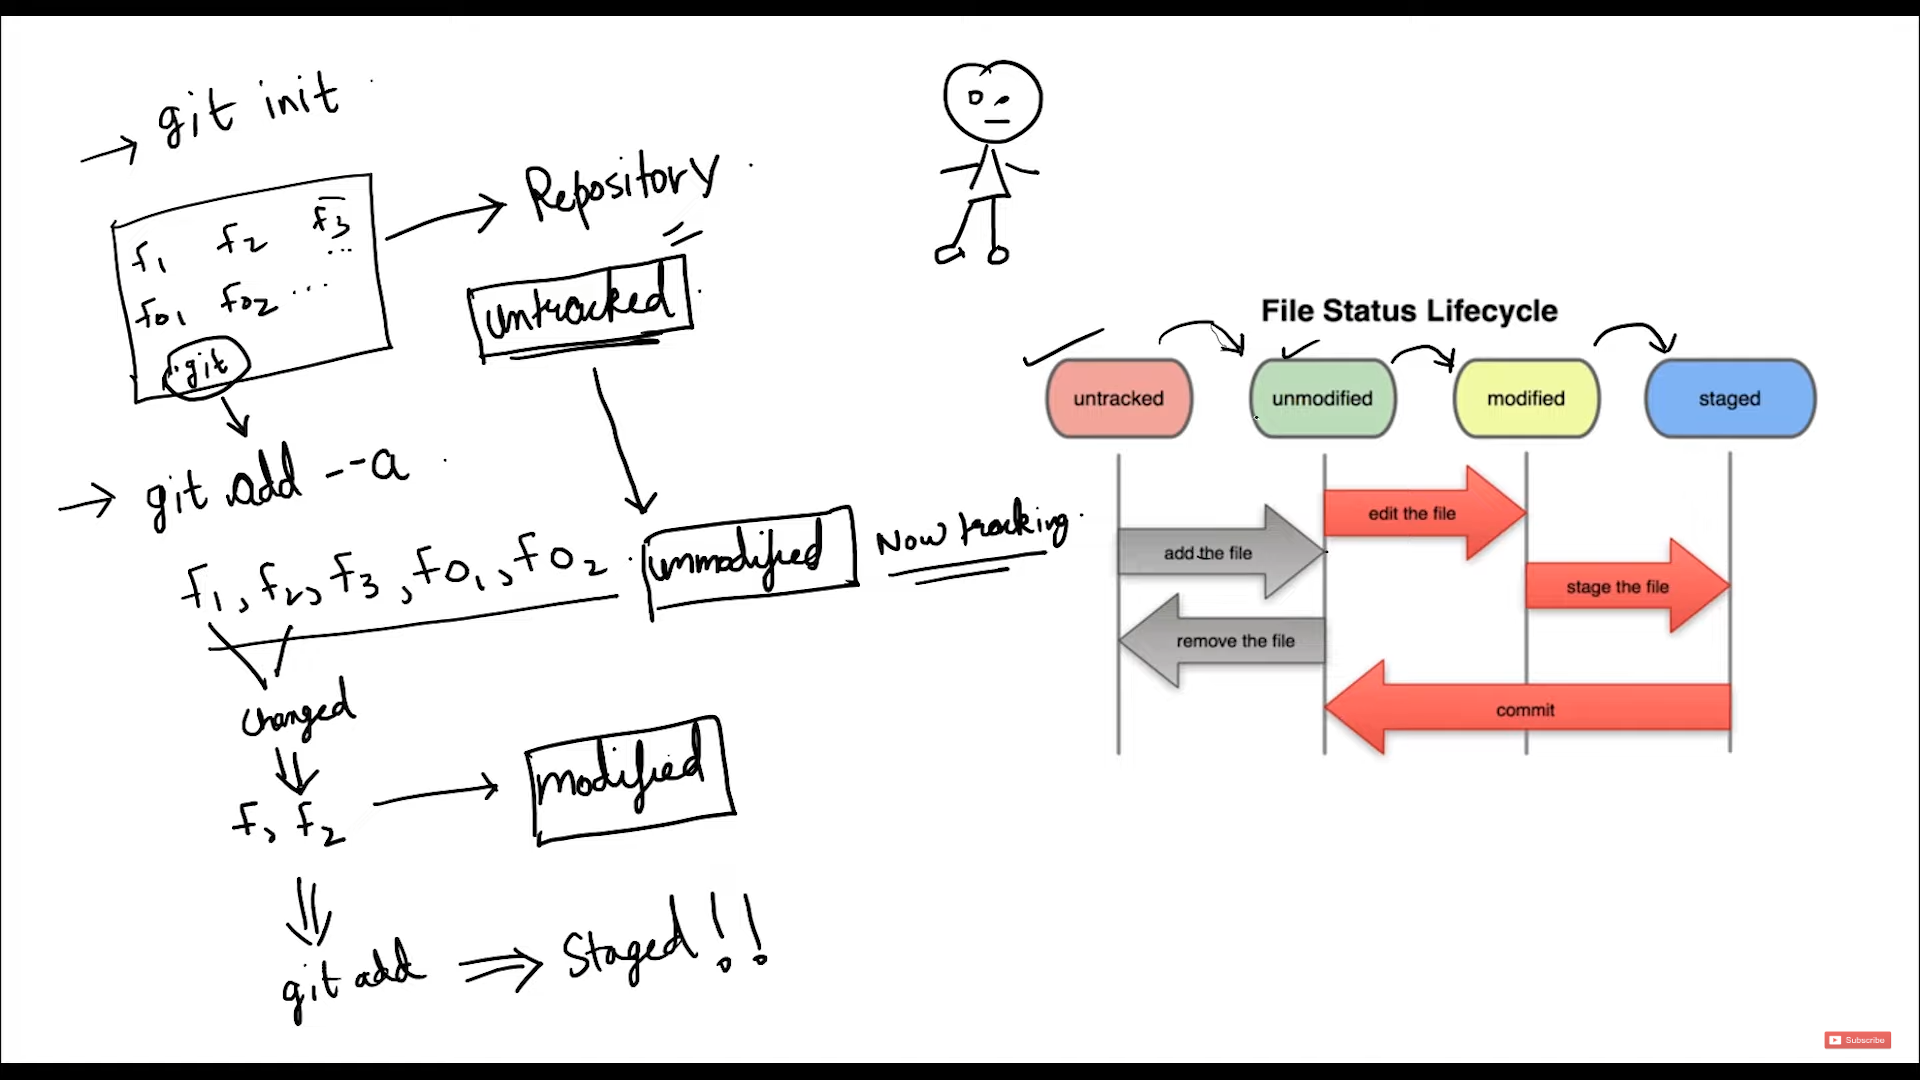 git init
Repository
f1 f2 f3 ...
f01 f02 ...
.git
untracked
git add --a
f1, f2, f3, f01, f02
unmodified
Now tracking.
changed
f, f2
modified
git add
Staged!!
File Status Lifecycle
untracked unmodified modified staged
edit the file
add the file
stage the file
remove the file
commit
Subscribe